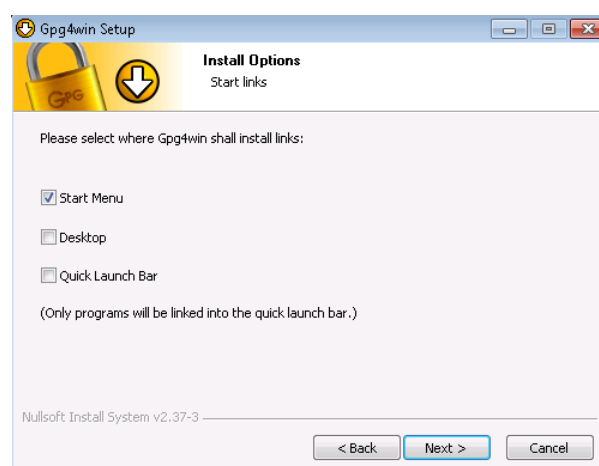 Gpg4win Setup
Install Options
Start links
GPG
Please select where Gpg4win shall install links:
Start Menu
Desktop
Quick Launch Bar
(Only programs will be linked into the quick launch bar.)
Nullsoft Install System v2.37-3
< Back Next > Cancel